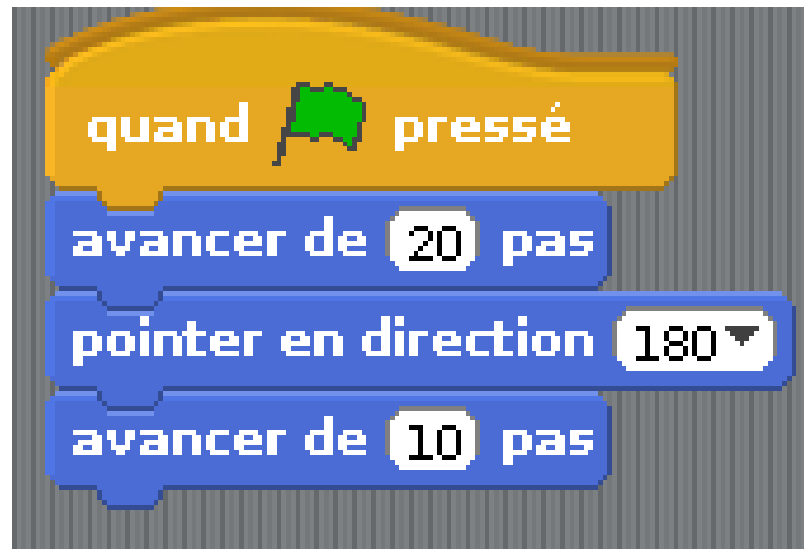 quand pressé
avancer de 20 pas
pointer en direction 180
avancer de 10 pas